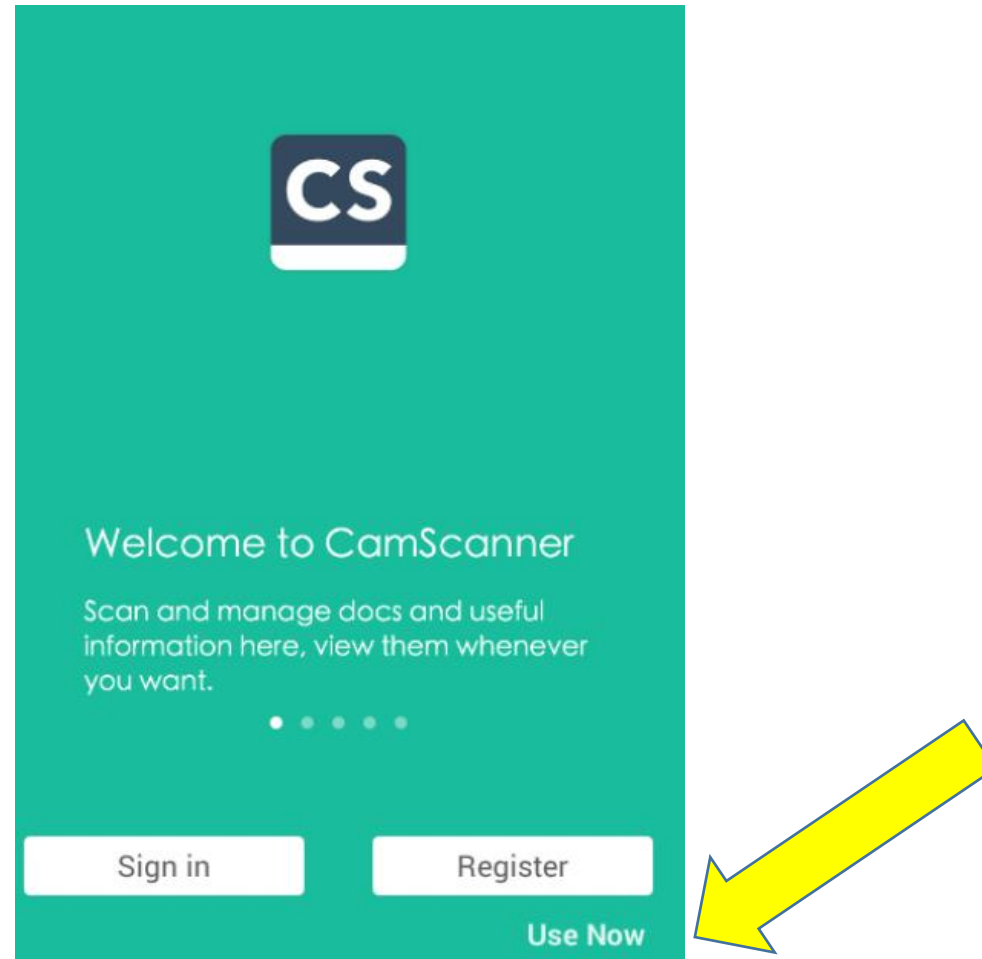 CS
Welcome to CamScanner
Scan and manage docs and useful
information here, view them whenever
you want.
Sign in
Register
Use Now